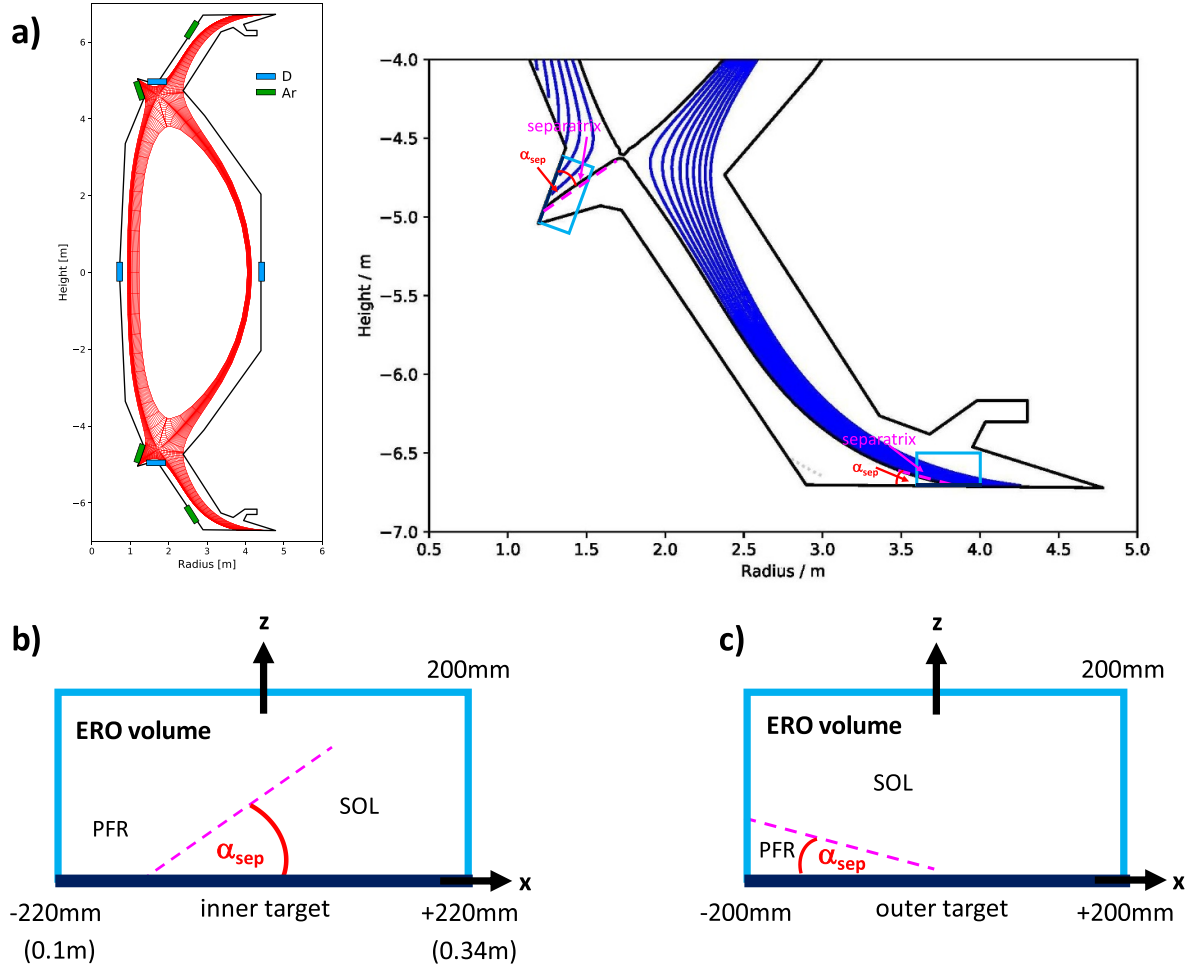 a)
6
4
2
0
−2
−4
−6
Height [m]
0 1 2 3 4 5 6
Radius [m]
D
Ar
−4.0
−4.5
−5.0
−5.5
−6.0
−6.5
−7.0
Height / m
0.5 1.0 1.5 2.0 2.5 3.0 3.5 4.0 4.5 5.0
Radius / m
separatrix
αsep
separatrix
αsep
b)
z
200mm
ERO volume
SOL
PFR
αsep
x
-220mm inner target +220mm
(0.1m) (0.34m)
c)
z
200mm
ERO volume
SOL
PFR
αsep
x
-200mm outer target +200mm